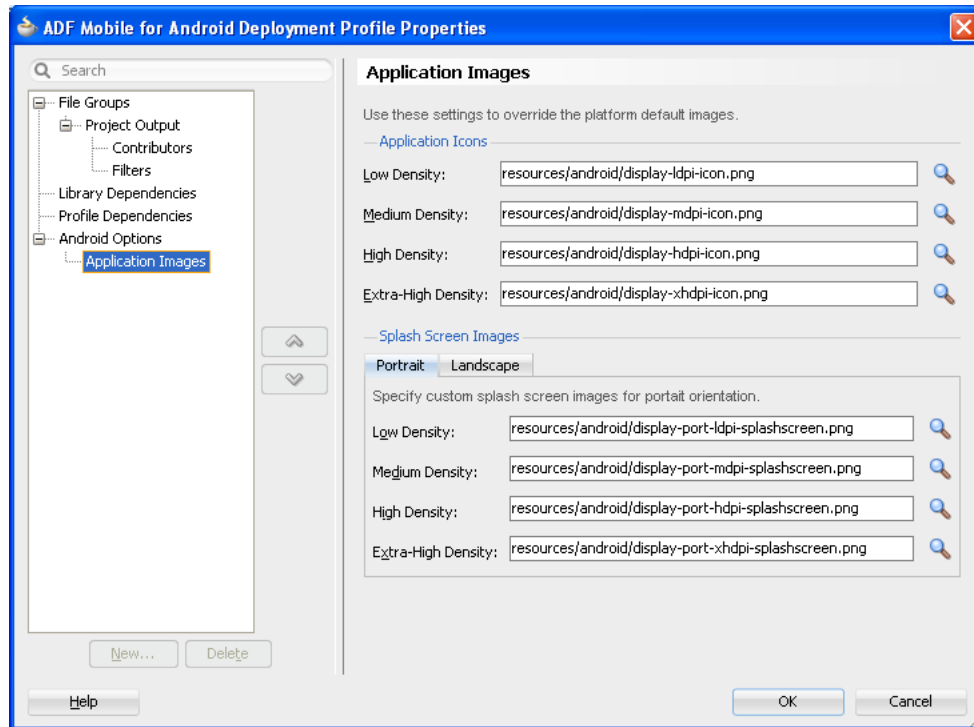 ADF Mobile for Android Deployment Profile Properties
Search
File Groups
Project Output
Contributors
Filters
Library Dependencies
Profile Dependencies
Android Options
Application Images
New...
Delete
Application Images
Use these settings to override the platform default images.
Application Icons
Low Density: resources/android/display-ldpi-icon.png
Medium Density: resources/android/display-mdpi-icon.png
High Density: resources/android/display-hdpi-icon.png
Extra-High Density: resources/android/display-xhdpi-icon.png
Splash Screen Images
Portrait Landscape
Specify custom splash screen images for portait orientation.
Low Density: resources/android/display-port-ldpi-splashscreen.png
Medium Density: resources/android/display-port-mdpi-splashscreen.png
High Density: resources/android/display-port-hdpi-splashscreen.png
Extra-High Density: resources/android/display-port-xhdpi-splashscreen.png
Help OK Cancel